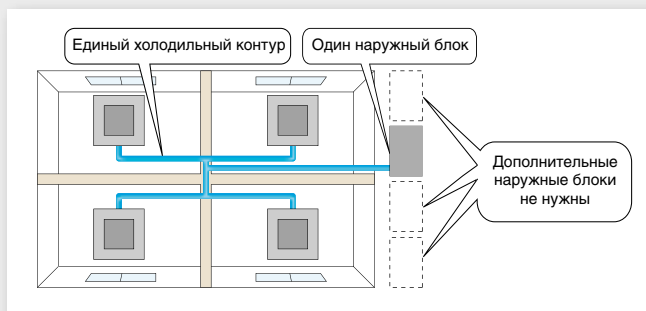 Единый холодильный контур
Один наружный блок
Дополнительные
наружные блоки
не нужны